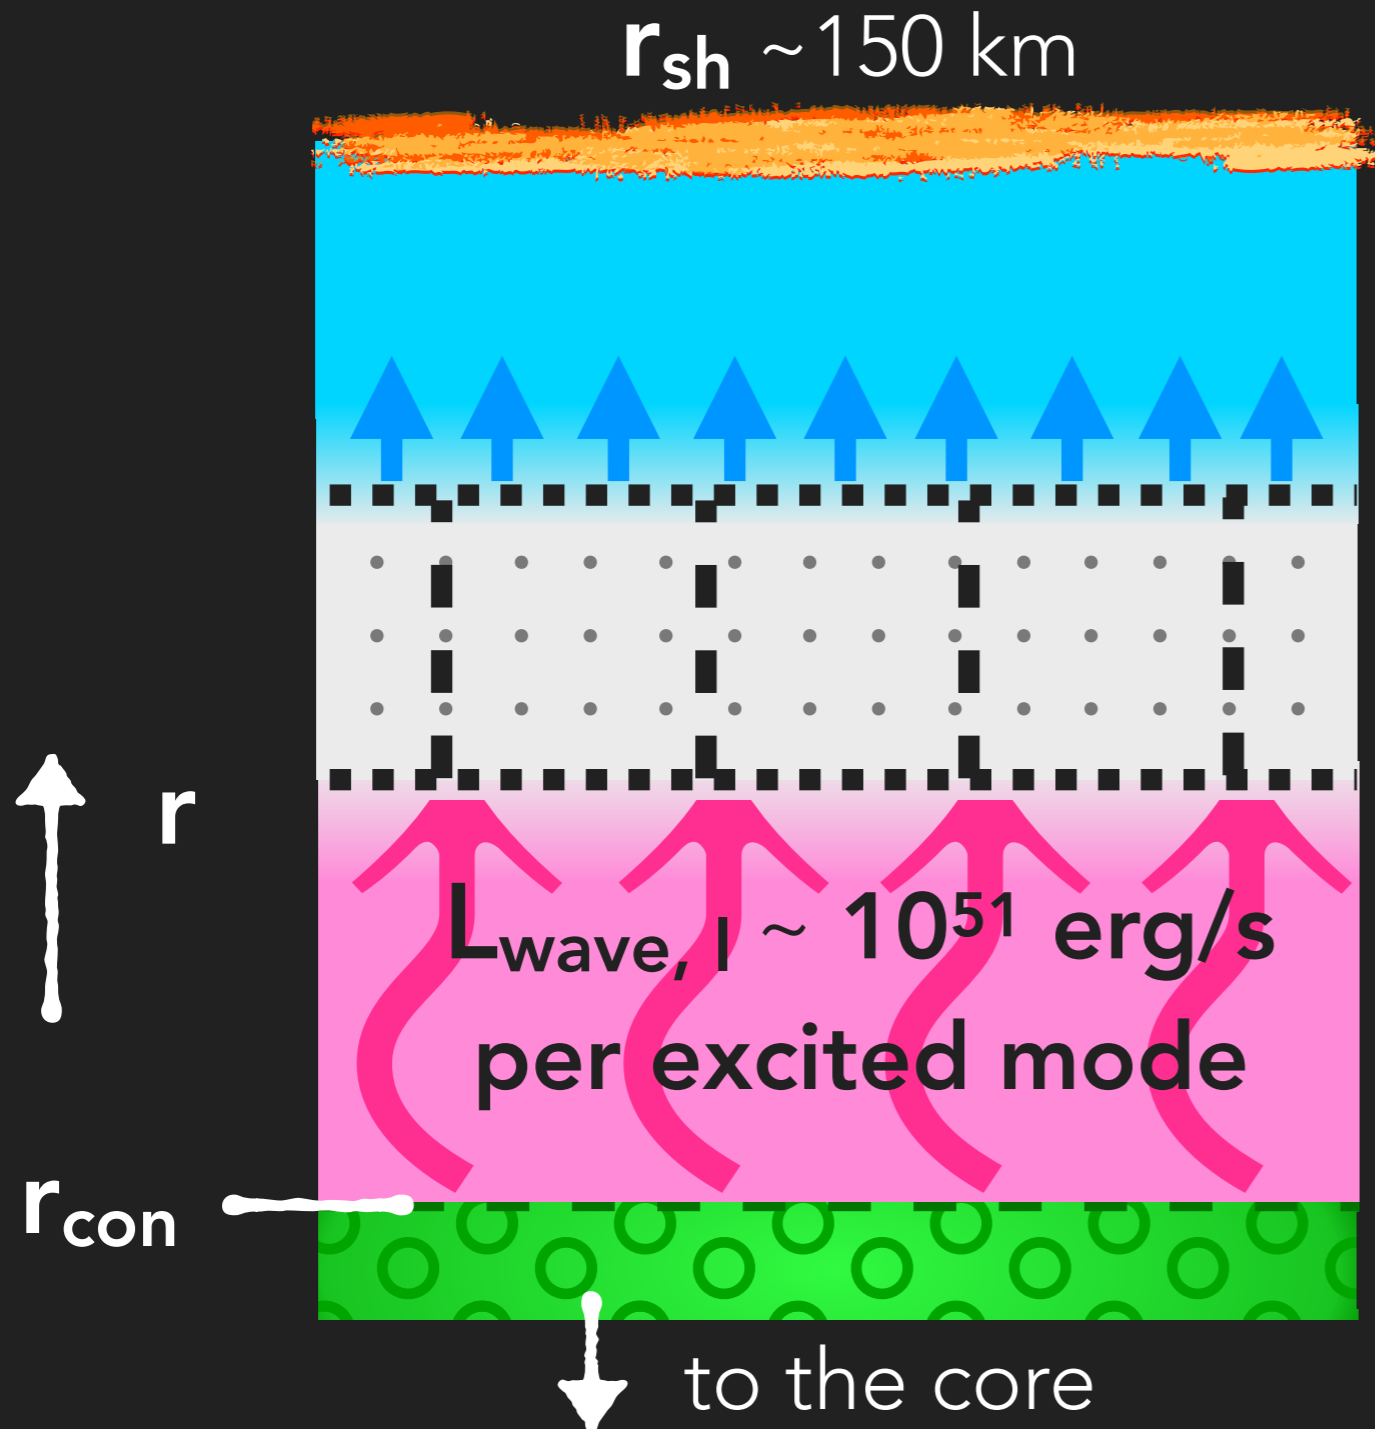 r_sh ~150 km
r
L_wave, l ~ 10^51 erg/s
per excited mode
r_con
to the core